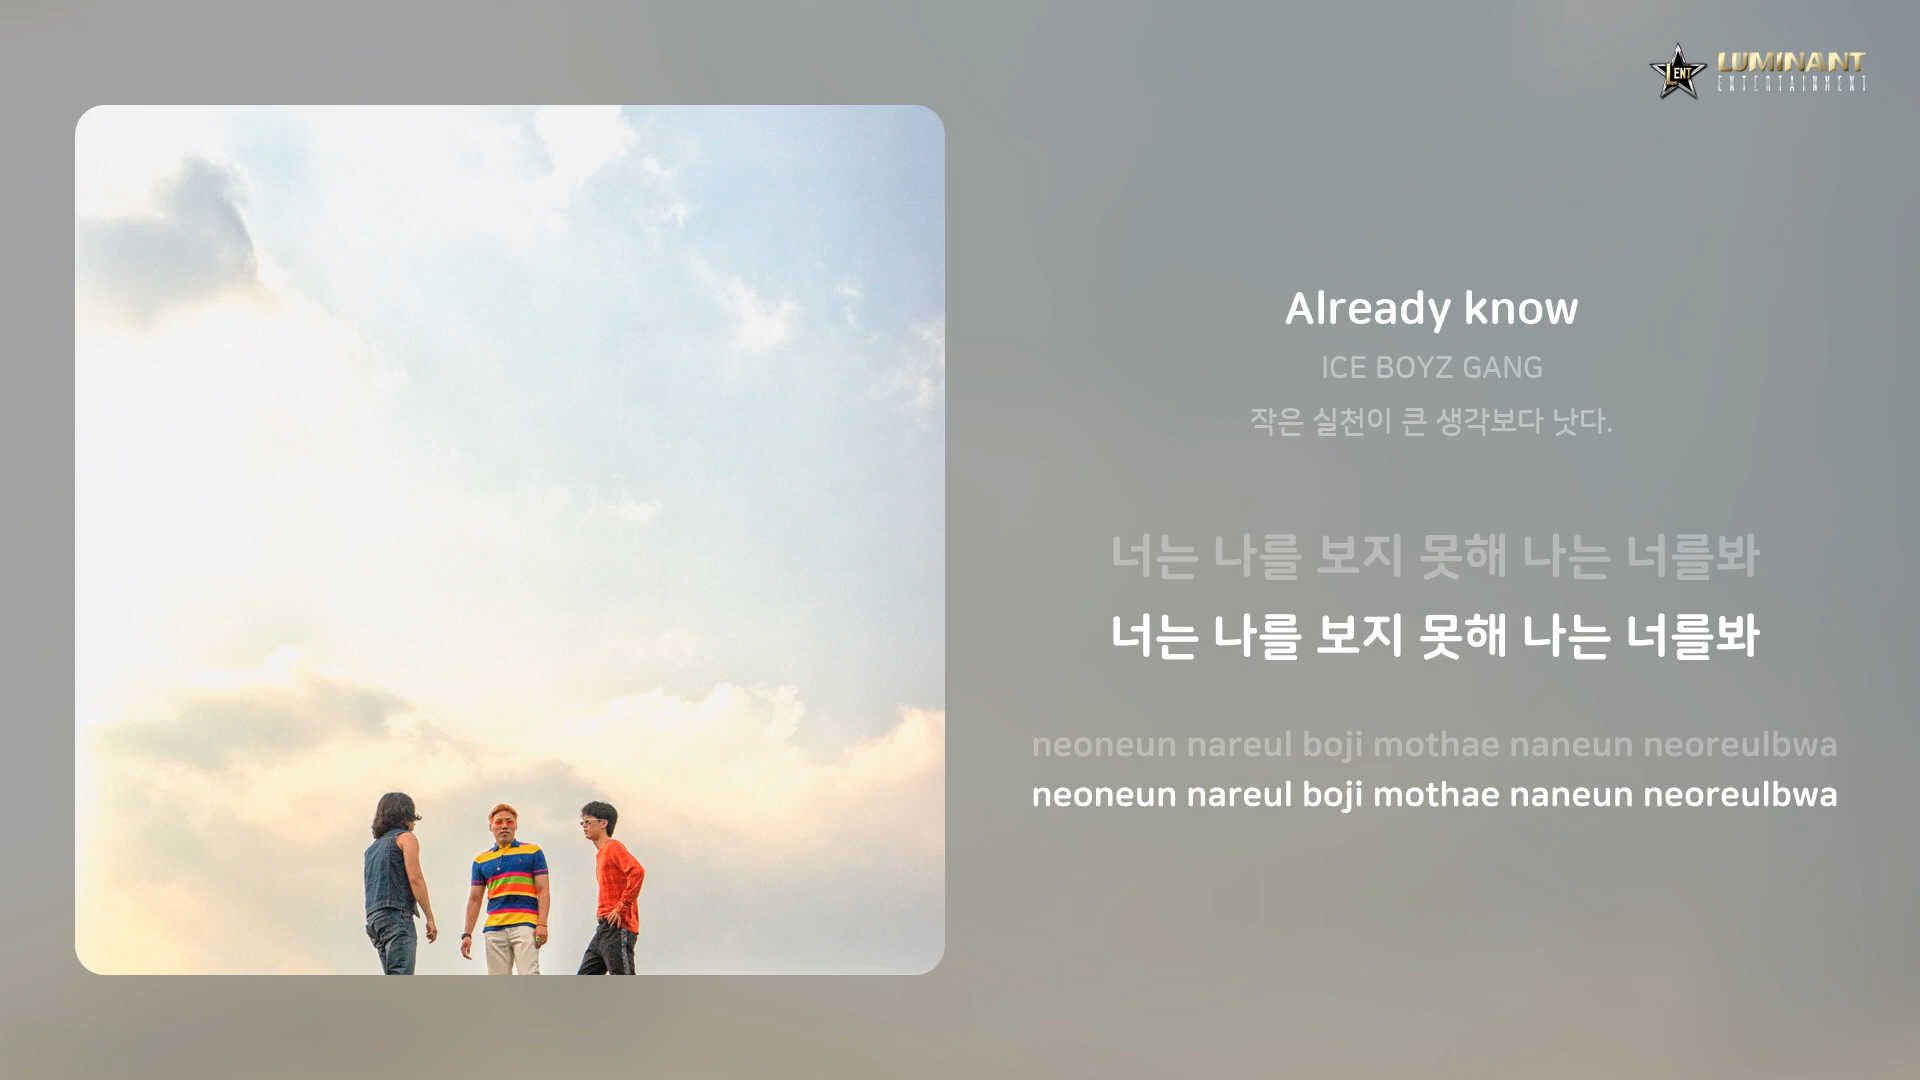 LENT
LUMINANT
ENTERTAINMENT
Already know
ICE BOYZ GANG
작은 실천이 큰 생각보다 낫다.
너는 나를 보지 못해 나는 너를봐
너는 나를 보지 못해 나는 너를봐
neoneun nareul boji mothae naneun neoreulbwa
neoneun nareul boji mothae naneun neoreulbwa